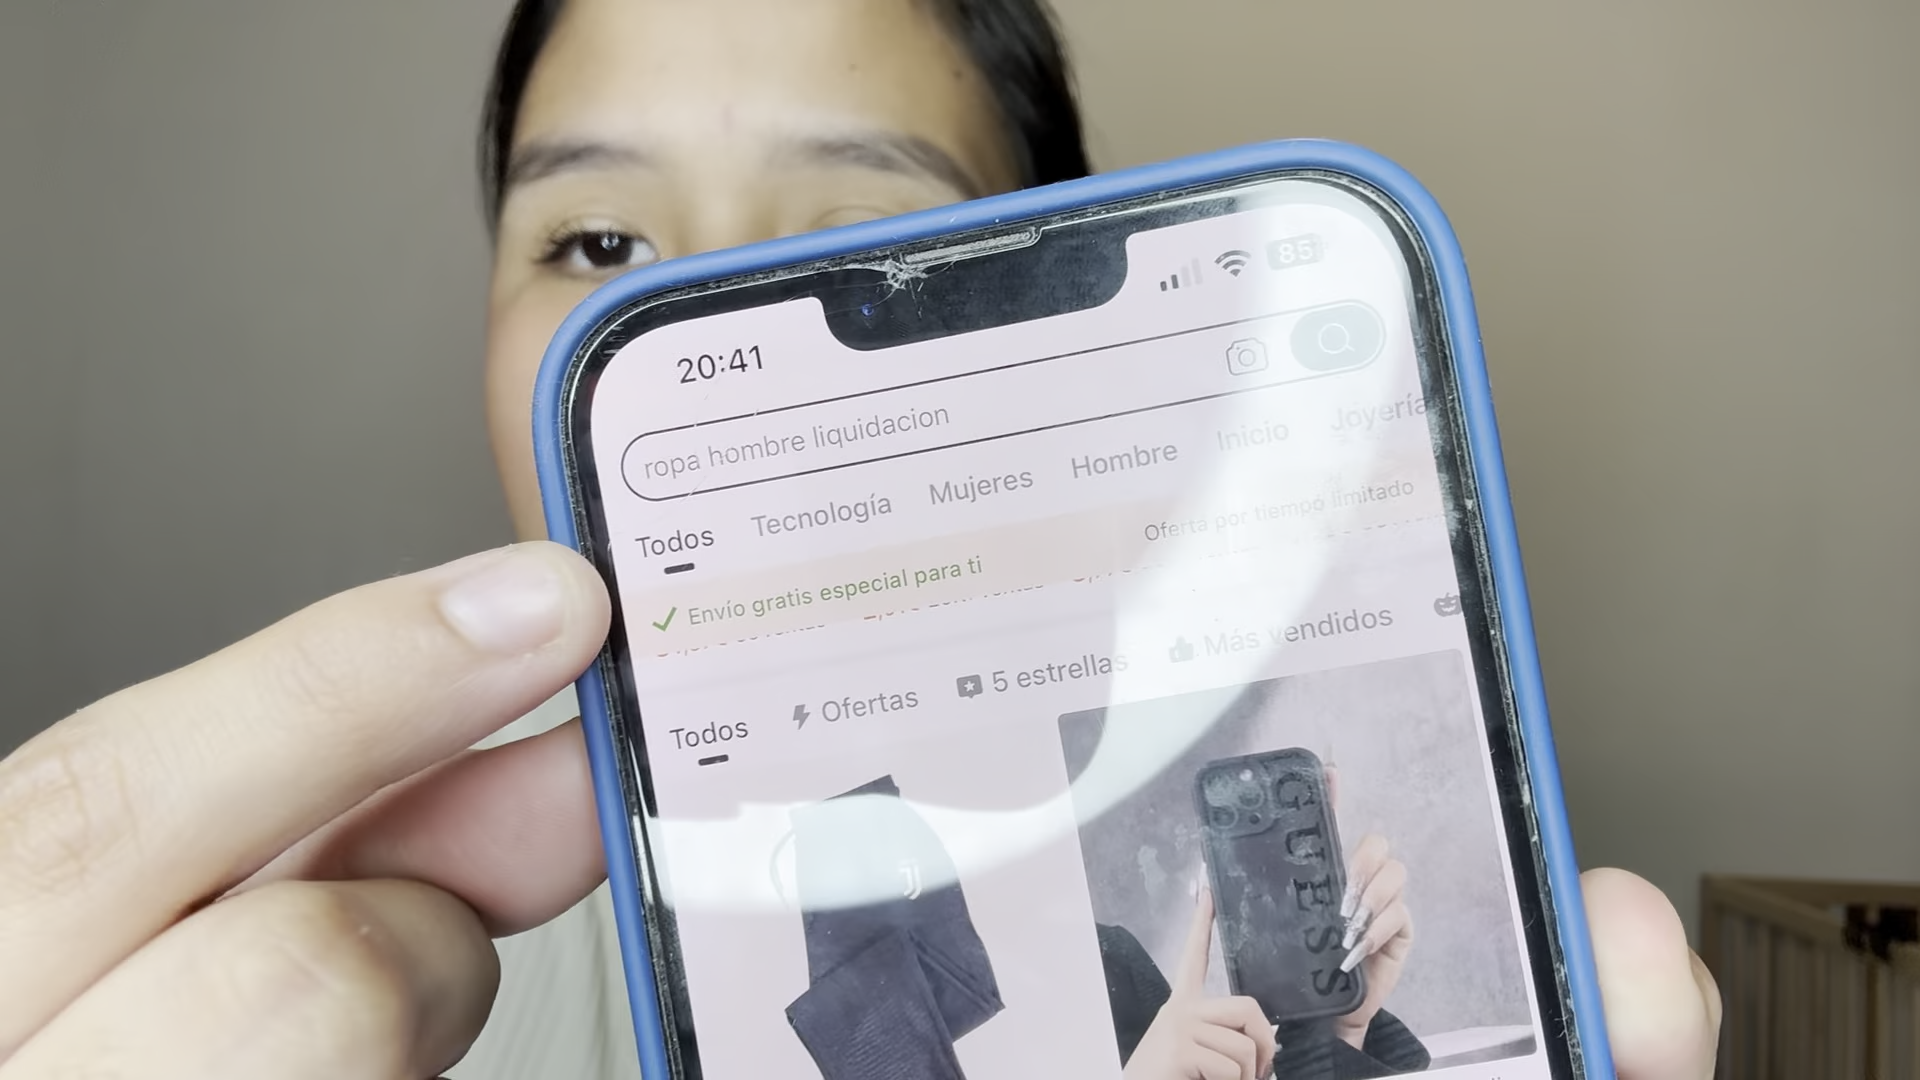 20:41
85
ropa hombre liquidacion
Todos Tecnología Mujeres Hombre Inicio Joyería
Envío gratis especial para ti Oferta por tiempo limitado
Todos Ofertas 5 estrellas Más vendidos
GUESS